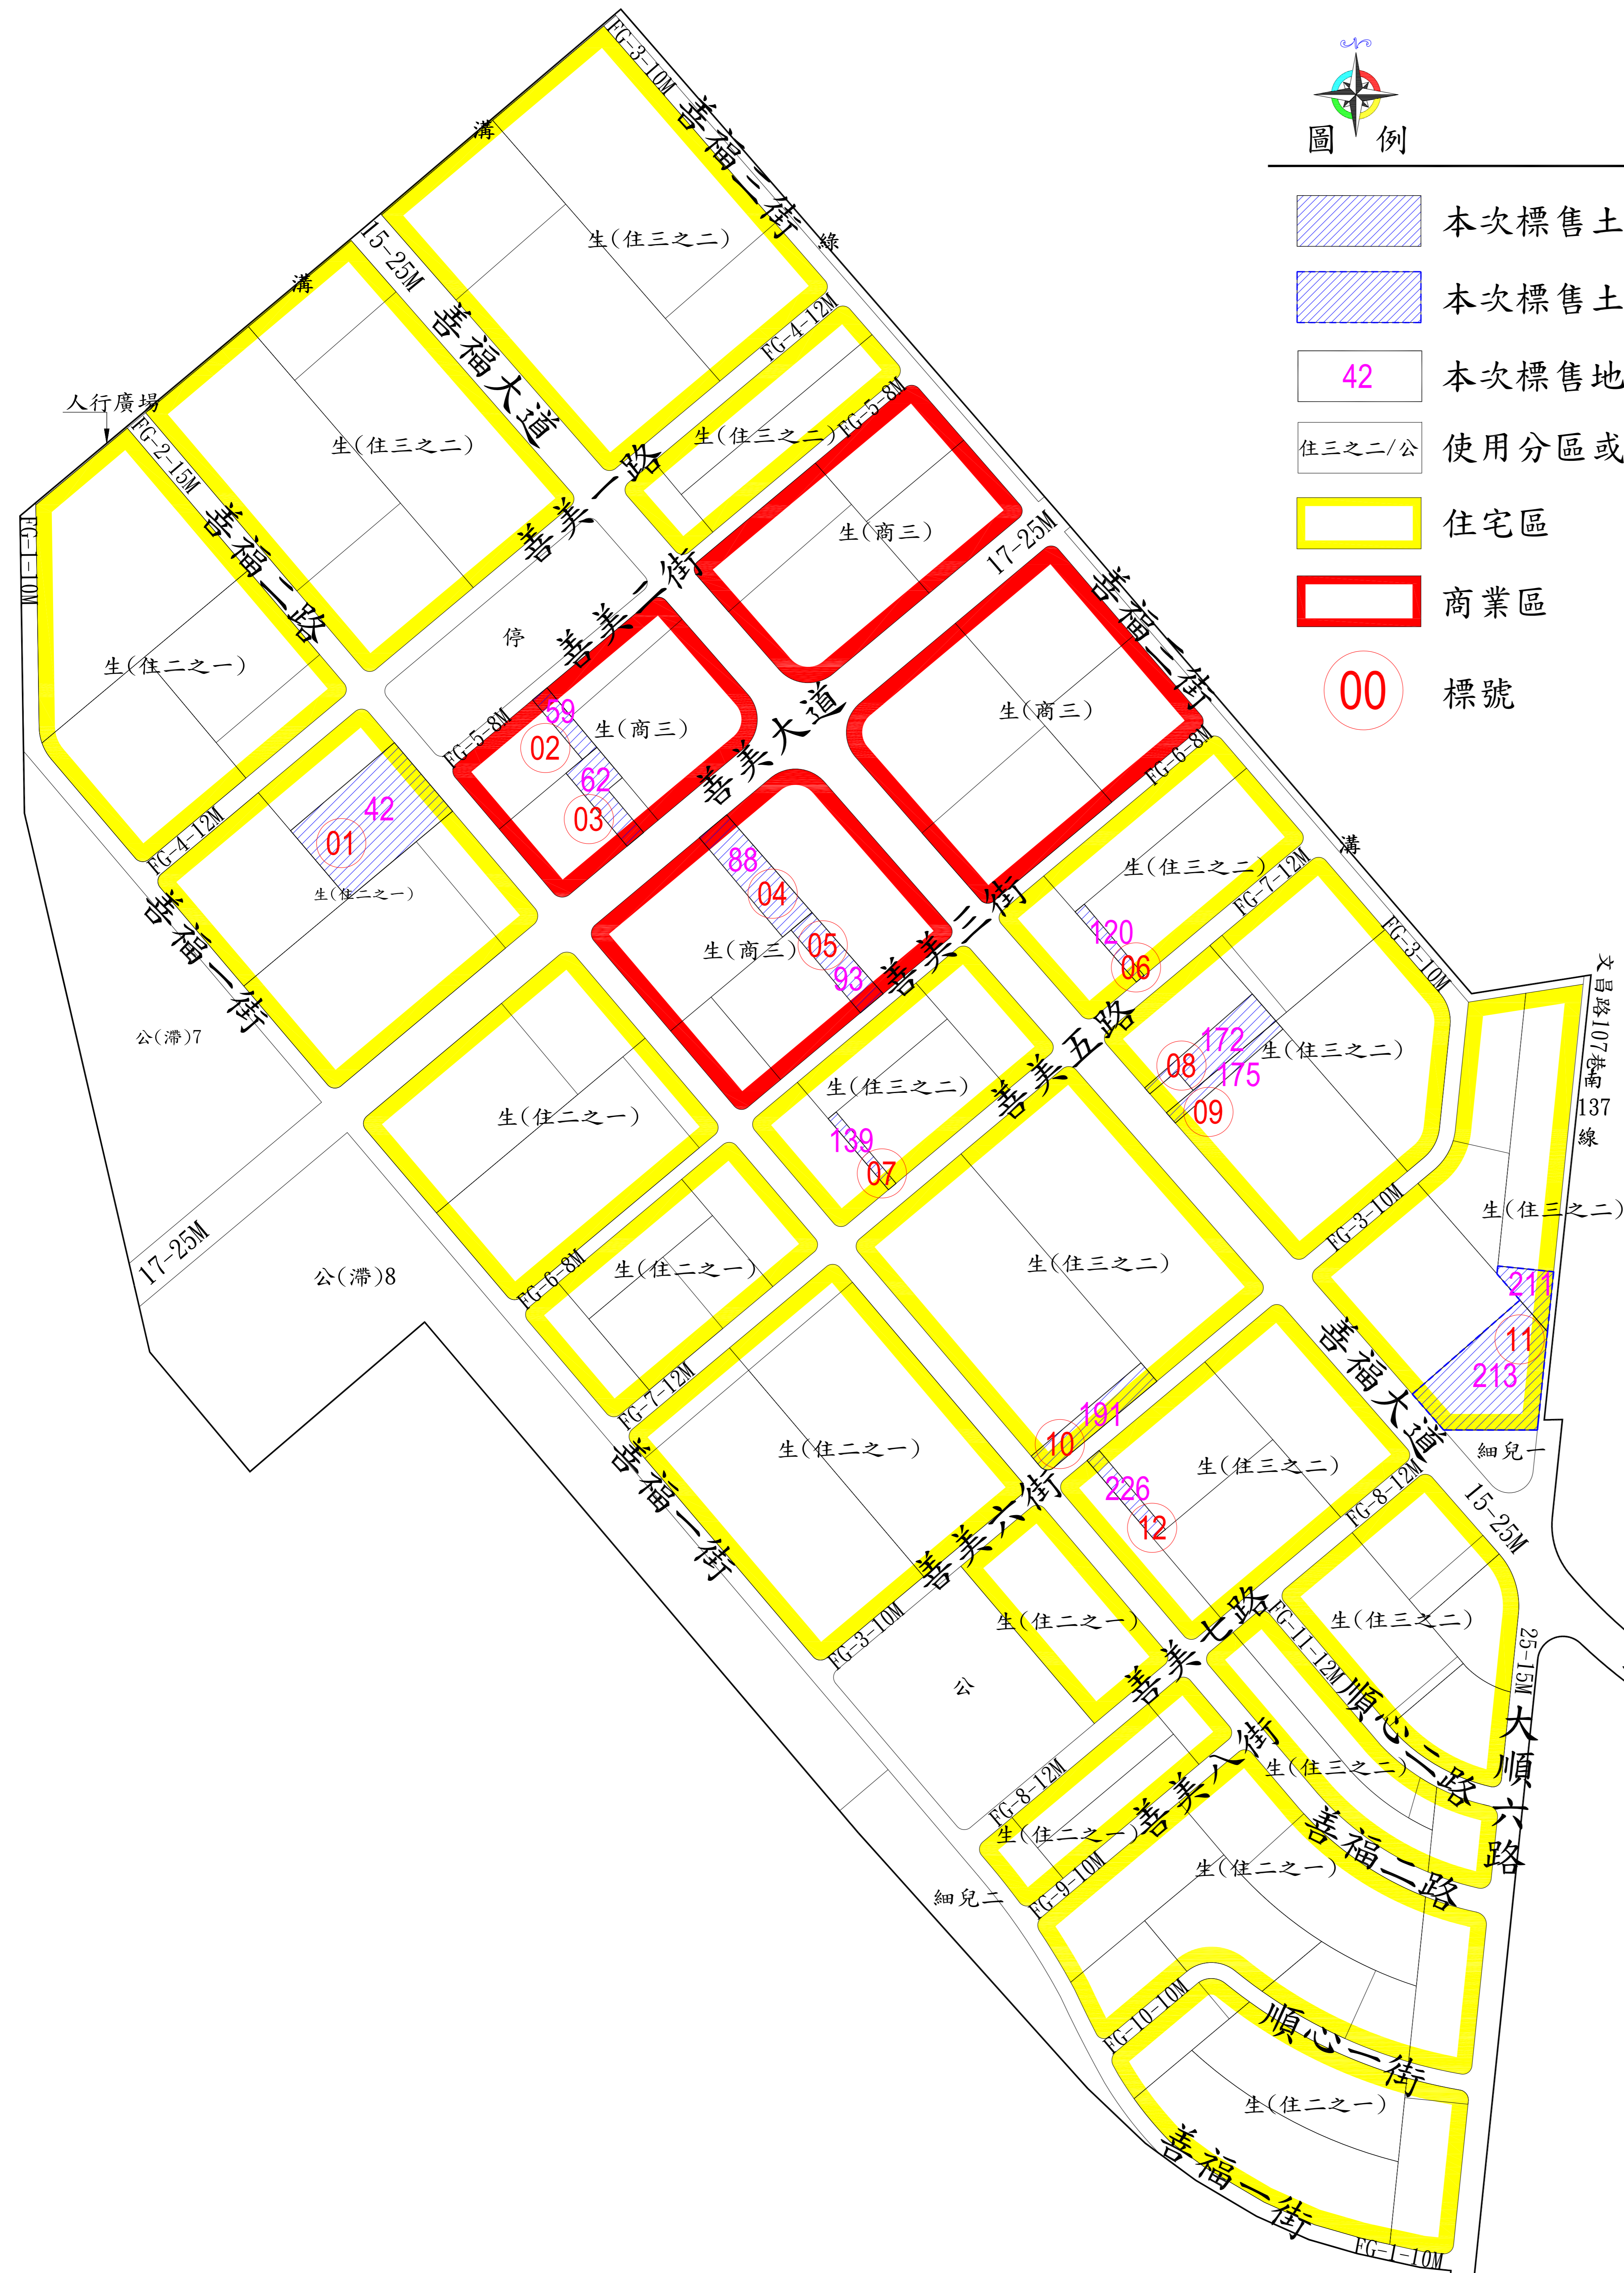 圖 例
本次標售土
本次標售土
42 本次標售地
住三之二/公 使用分區或
住宅區
商業區
00 標號
FG-3-10M
善福三街
溝
15-25M
生(住三之二)
綠
溝
善福大道
FG-4-12M
人行廣場
FG-2-15M
生(住三之二)
生(住三之二)
FG-5-8M
善美一路
善福二路
FG-1-10M
生(商三)
17-25M
善美二街
停
善福三街
生(住二之一)
59
FG-5-8M
02
生(商三)
生(商三)
善美大道
62
FG-6-8M
42
03
01
FG-4-12M
溝
88
生(住三之二)
FG-7-12M
生(住二之一)
04
善美三街
120
善福一街
生(商三)
05
06
FG-3-10M
93
文昌路107巷
公(滯)7
善美五路
172
生(住三之二)
08
175
南
137
線
生(住三之二)
09
生(住二之一)
139
07
FG-3-10M
生(住三之二)
17-25M
公(滯)8
FG-6-8M
生(住二之一)
生(住三之二)
211
11
善福大道
213
FG-7-12M
191
10
生(住二之一)
細兒一
善福一街
生(住三之二)
226
FG-8-12M
15-25M
12
善美六街
FG-3-10M
生(住二之一)
善美七路
FG-11-12M
生(住三之二)
25-15M
公
順心二路
大順六路
善美八街
生(住三之二)
FG-8-12M
生(住二之一)
善福二路
FG-9-10M
生(住二之一)
細兒二
FG-10-10M
順心一街
生(住二之一)
善福一街
FG-1-10M